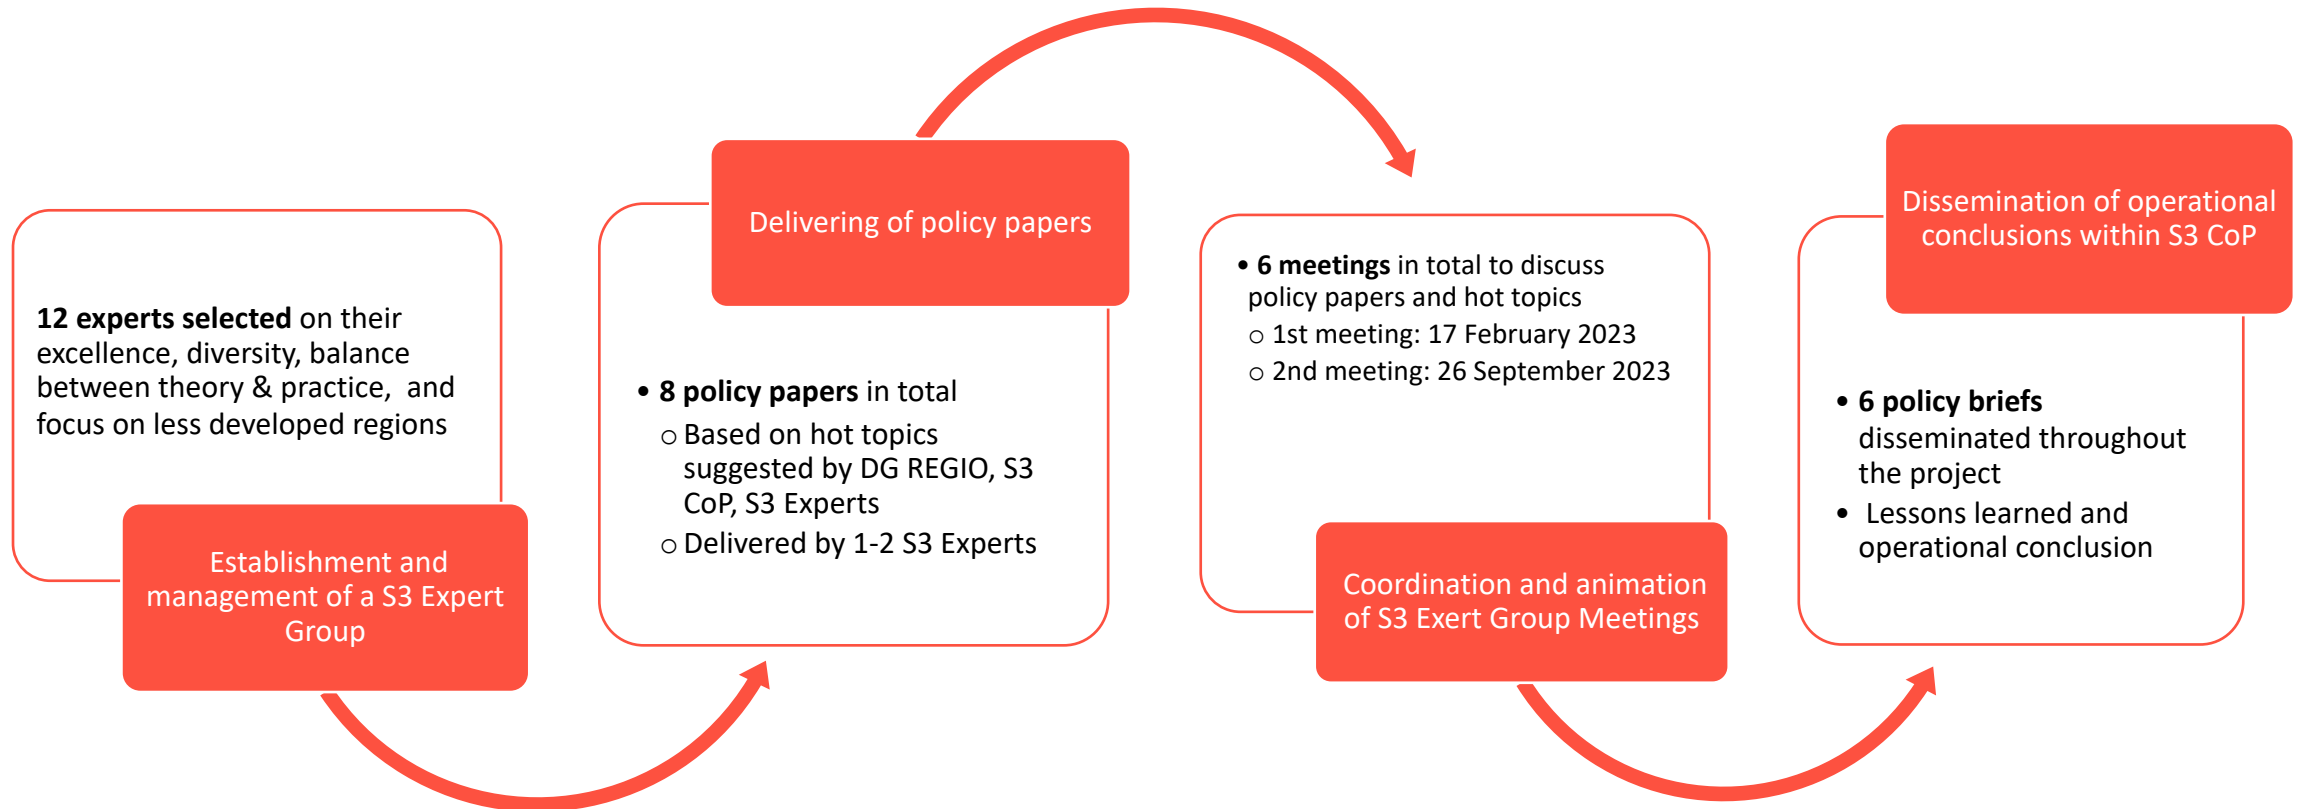 12 experts selected on their
excellence, diversity, balance
between theory & practice, and
focus on less developed regions
Establishment and
management of a S3 Expert
Group
Delivering of policy papers
• 8 policy papers in total
o Based on hot topics
suggested by DG REGIO, S3
CoP, S3 Experts
o Delivered by 1-2 S3 Experts
• 6 meetings in total to discuss
policy papers and hot topics
o 1st meeting: 17 February 2023
o 2nd meeting: 26 September 2023
Coordination and animation
of S3 Exert Group Meetings
Dissemination of operational
conclusions within S3 CoP
• 6 policy briefs
disseminated throughout
the project
• Lessons learned and
operational conclusion